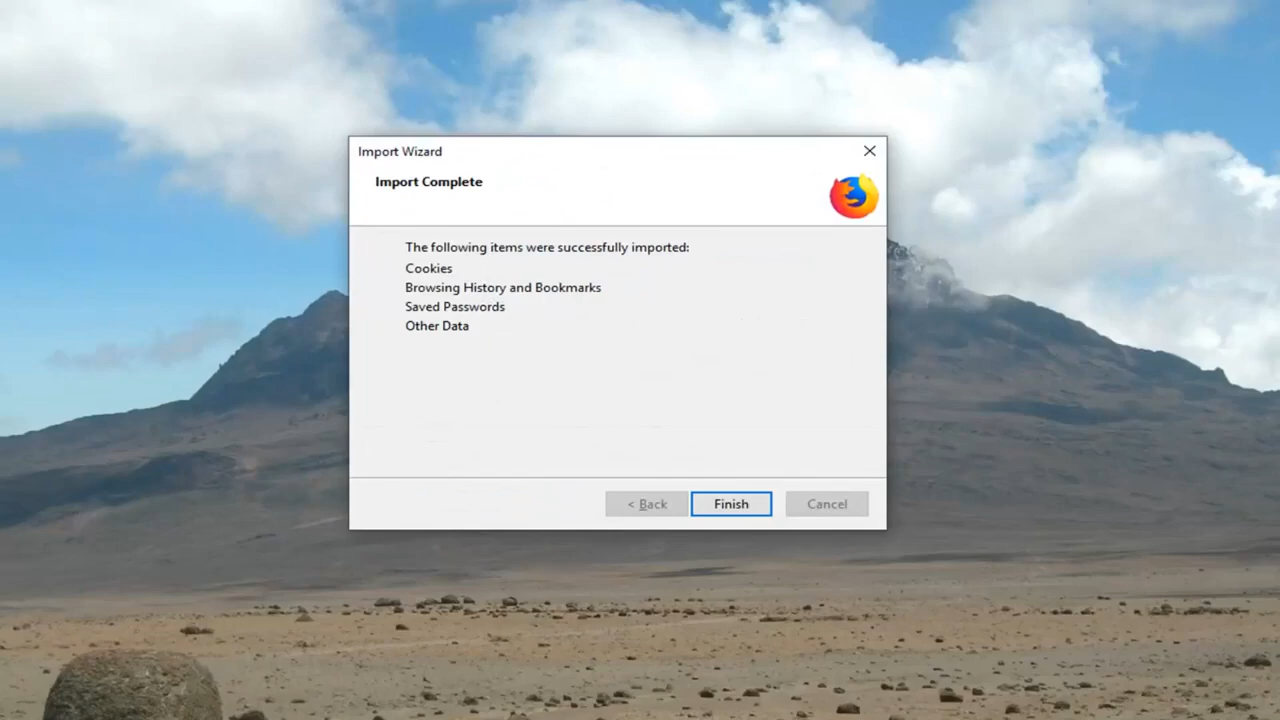 Import Wizard
Import Complete
The following items were successfully imported:
Cookies
Browsing History and Bookmarks
Saved Passwords
Other Data
< Back
Finish
Cancel